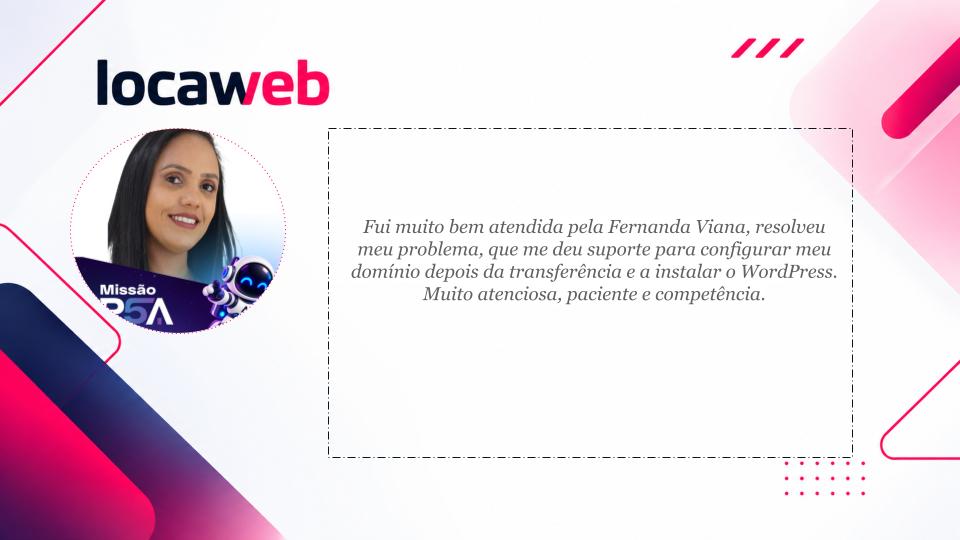 locaweb
Missão
Fui muito bem atendida pela Fernanda Viana, resolveu
meu problema, que me deu suporte para configurar meu
domínio depois da transferência e a instalar o WordPress.
Muito atenciosa, paciente e competência.